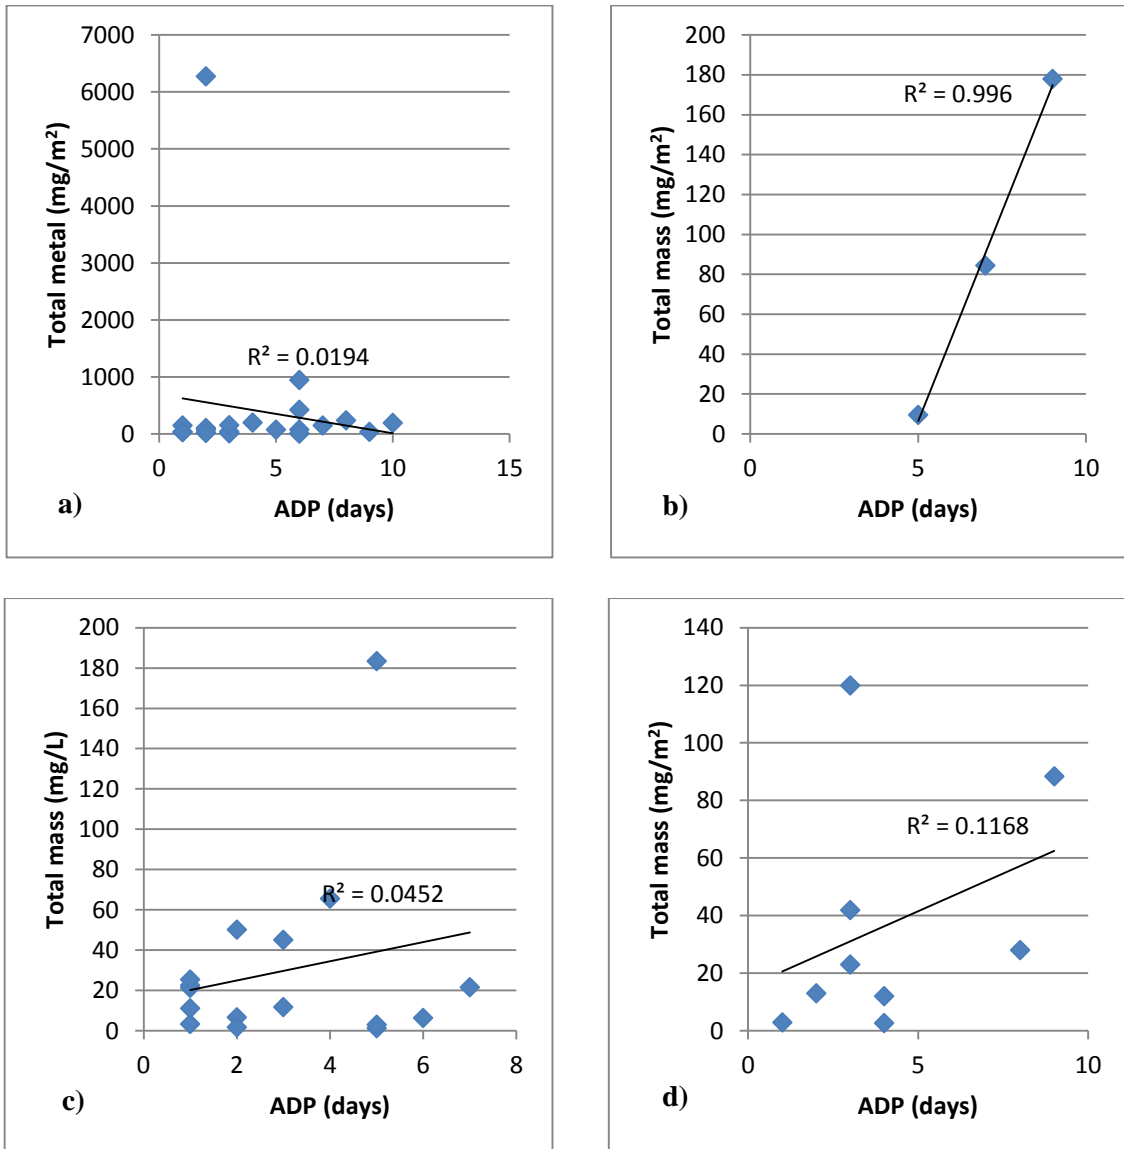 Total metal (mg/m²)
7000
6000
5000
4000
3000
2000
1000
0
R² = 0.0194
0 5 10 15
ADP (days)
a)
Total mass (mg/m²)
200
180
160
140
120
100
80
60
40
20
0
R² = 0.996
0 5 10
ADP (days)
b)
Total mass (mg/L)
200
180
160
140
120
100
80
60
40
20
0
R² = 0.0452
0 2 4 6 8
ADP (days)
c)
Total mass (mg/m²)
140
120
100
80
60
40
20
0
R² = 0.1168
0 5 10
ADP (days)
d)